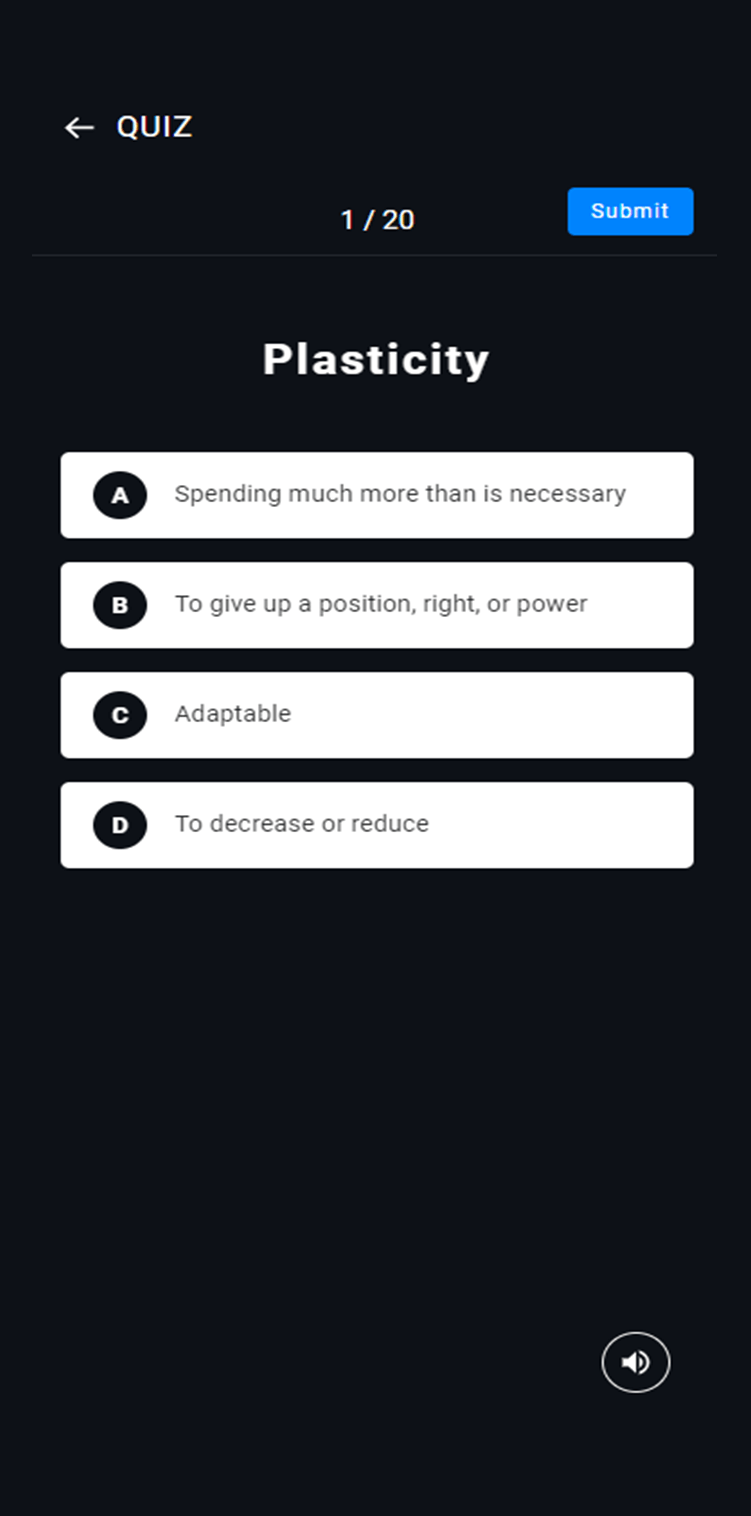 QUIZ
1 / 20
Submit
Plasticity
A Spending much more than is necessary
B To give up a position, right, or power
C Adaptable
D To decrease or reduce